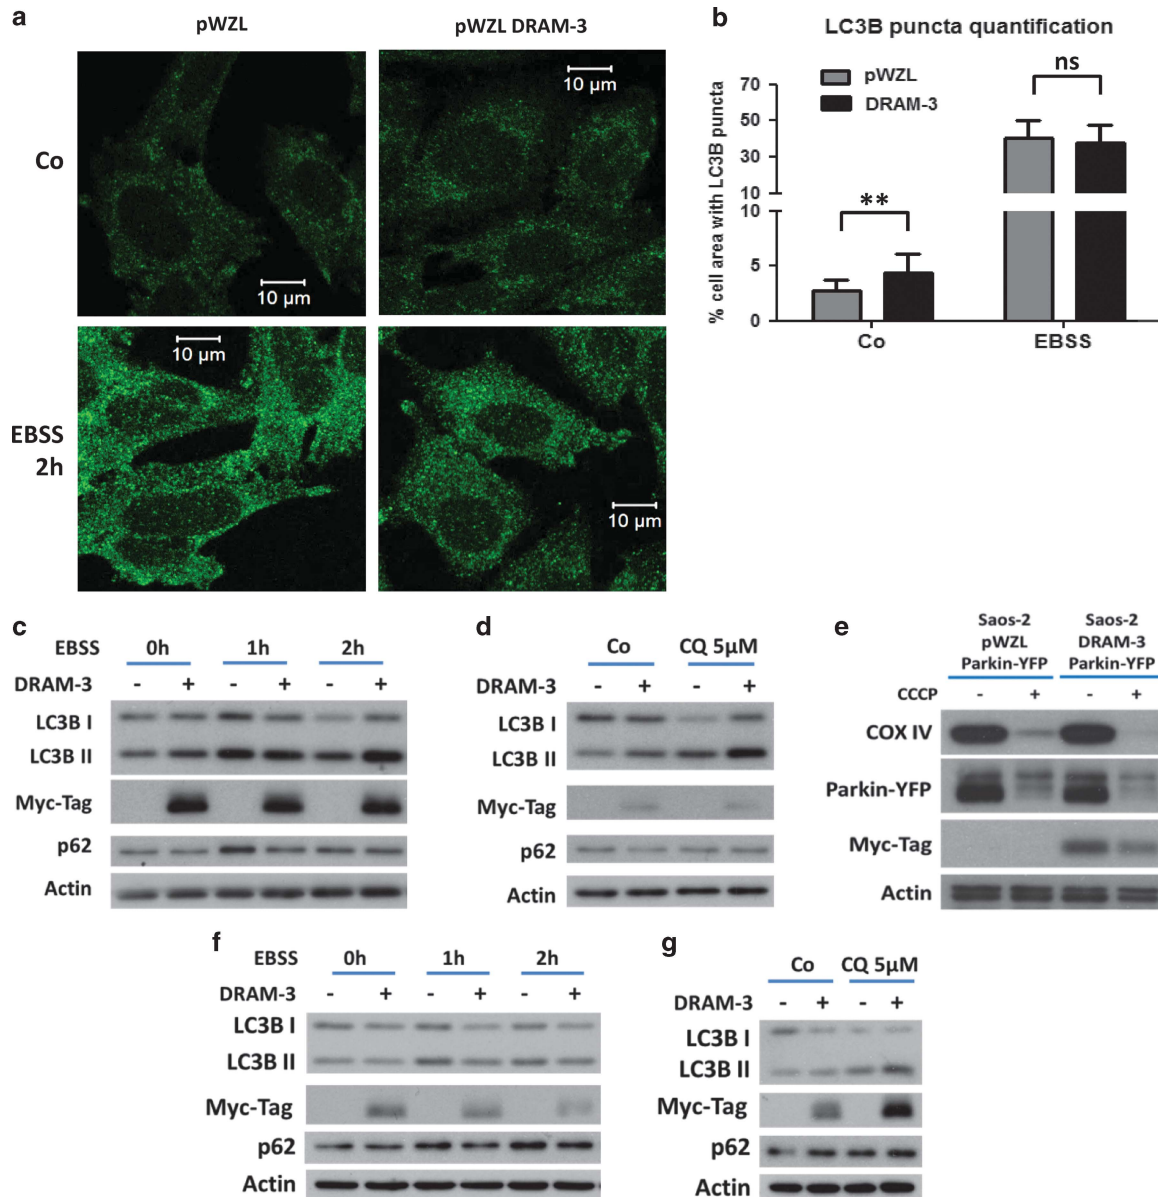 a
pWZL
pWZL DRAM-3
Co
10 µm
10 µm
EBSS
2h
10 µm
10 µm
b
LC3B puncta quantification
pWZL
DRAM-3
ns
**
% cell area with LC3B puncta
70
50
30
10
10
5
0
Co
EBSS
c
EBSS
0h
1h
2h
DRAM-3
-
+
-
+
-
+
LC3B I
LC3B II
Myc-Tag
p62
Actin
d
Co
CQ 5µM
DRAM-3
-
+
-
+
LC3B I
LC3B II
Myc-Tag
p62
Actin
e
Saos-2
pWZL
Parkin-YFP
Saos-2
DRAM-3
Parkin-YFP
CCCP
-
+
-
+
COX IV
Parkin-YFP
Myc-Tag
Actin
f
EBSS
0h
1h
2h
DRAM-3
-
+
-
+
-
+
LC3B I
LC3B II
Myc-Tag
p62
Actin
g
Co
CQ 5µM
DRAM-3
-
+
-
+
LC3B I
LC3B II
Myc-Tag
p62
Actin